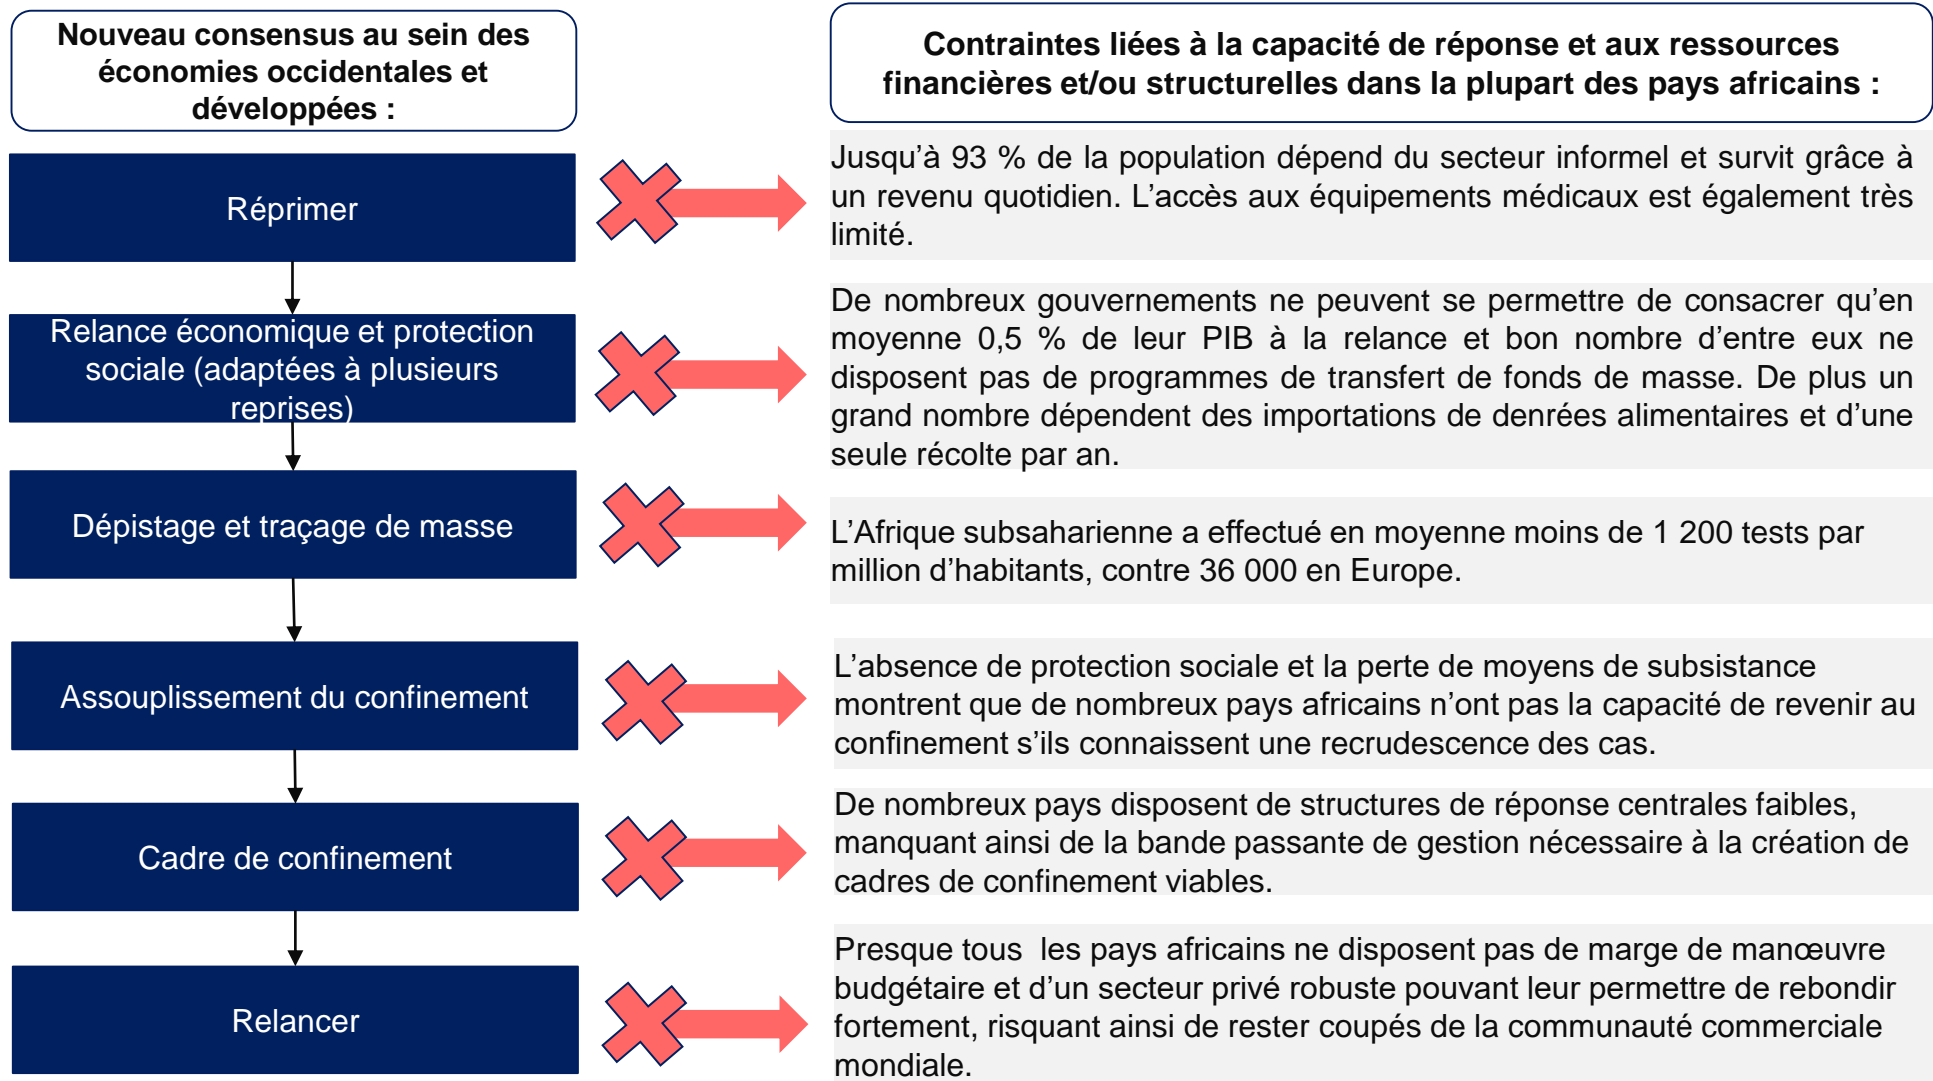 Nouveau consensus au sein des
économies occidentales et
développées :
Contraintes liées à la capacité de réponse et aux ressources
financières et/ou structurelles dans la plupart des pays africains :
Réprimer
Jusqu’à 93 % de la population dépend du secteur informel et survit grâce à
un revenu quotidien. L’accès aux équipements médicaux est également très
limité.
Relance économique et protection
sociale (adaptées à plusieurs
reprises)
De nombreux gouvernements ne peuvent se permettre de consacrer qu’en
moyenne 0,5 % de leur PIB à la relance et bon nombre d’entre eux ne
disposent pas de programmes de transfert de fonds de masse. De plus un
grand nombre dépendent des importations de denrées alimentaires et d’une
seule récolte par an.
Dépistage et traçage de masse
L’Afrique subsaharienne a effectué en moyenne moins de 1 200 tests par
million d’habitants, contre 36 000 en Europe.
Assouplissement du confinement
L’absence de protection sociale et la perte de moyens de subsistance
montrent que de nombreux pays africains n’ont pas la capacité de revenir au
confinement s’ils connaissent une recrudescence des cas.
Cadre de confinement
De nombreux pays disposent de structures de réponse centrales faibles,
manquant ainsi de la bande passante de gestion nécessaire à la création de
cadres de confinement viables.
Relancer
Presque tous  les pays africains ne disposent pas de marge de manœuvre
budgétaire et d’un secteur privé robuste pouvant leur permettre de rebondir
fortement, risquant ainsi de rester coupés de la communauté commerciale
mondiale.